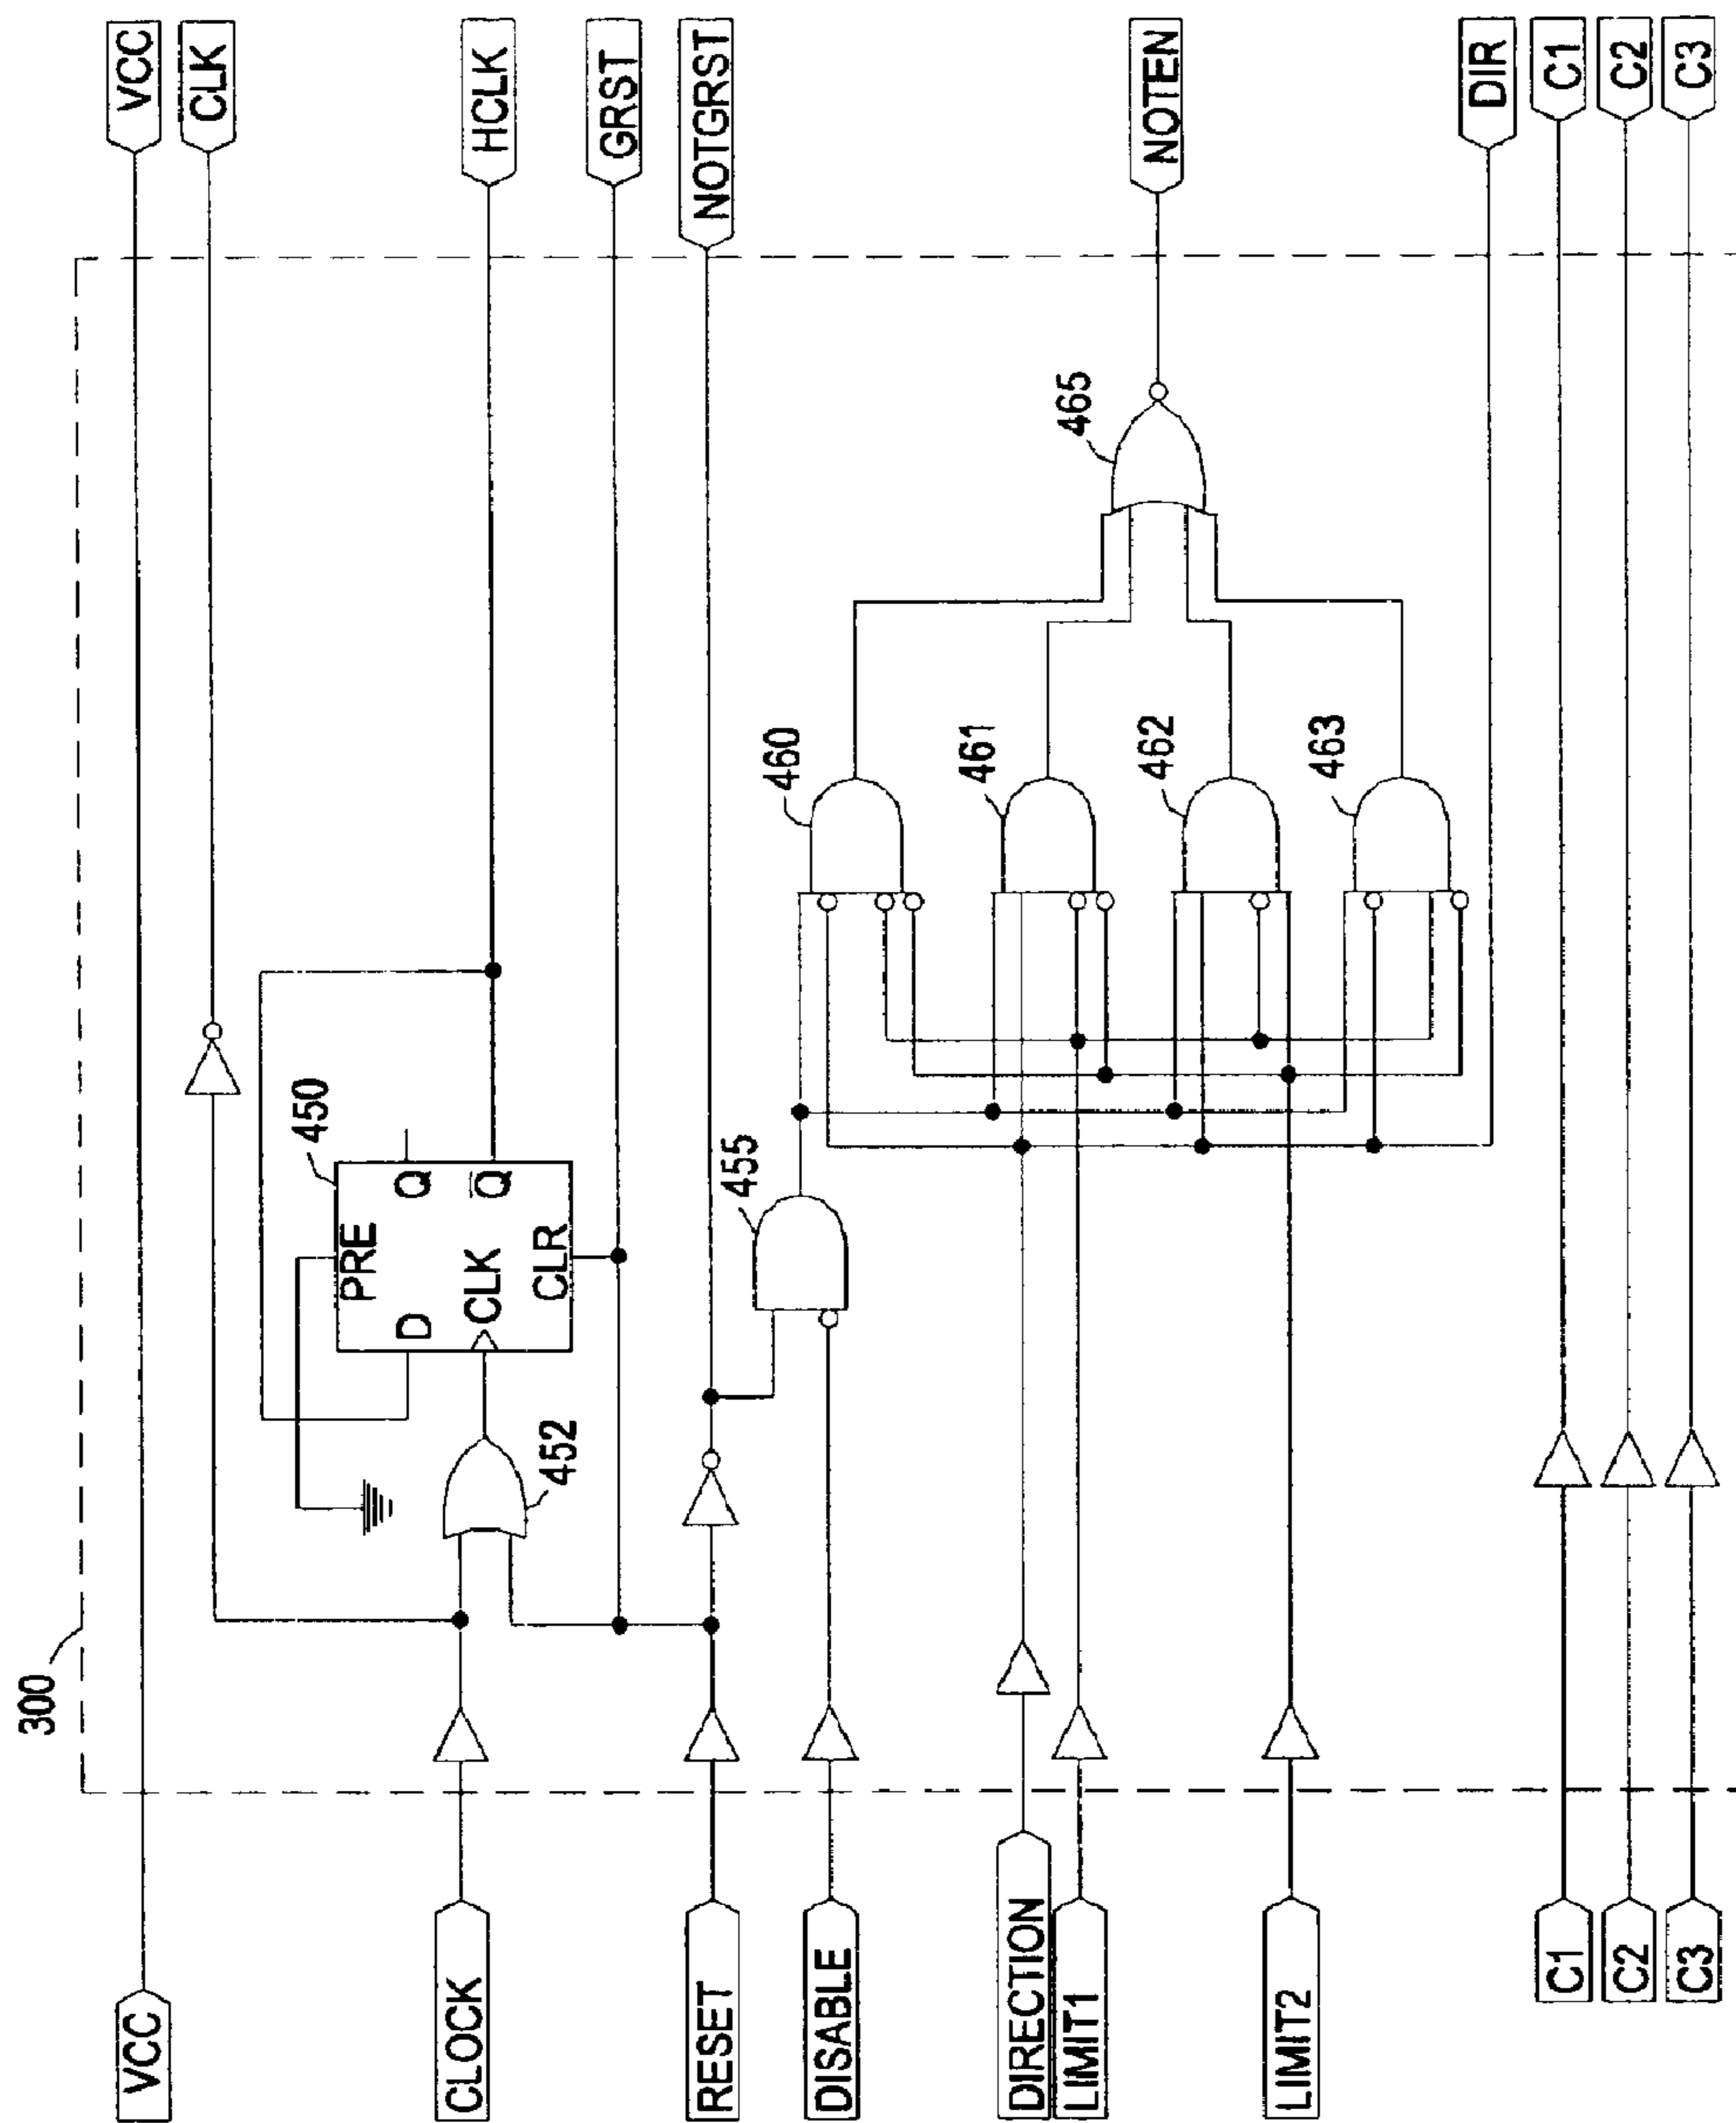 300
VCC
CLOCK
RESET
DISABLE
DIRECTION
LIMIT1
LIMIT2
C1
C2
C3
452
450
PRE
D
Q
CLK
Q̅
CLR
455
460
461
462
463
465
VCC
CLK
HCLK
GRST
NOTGRST
NOTEN
DIR
C1
C2
C3